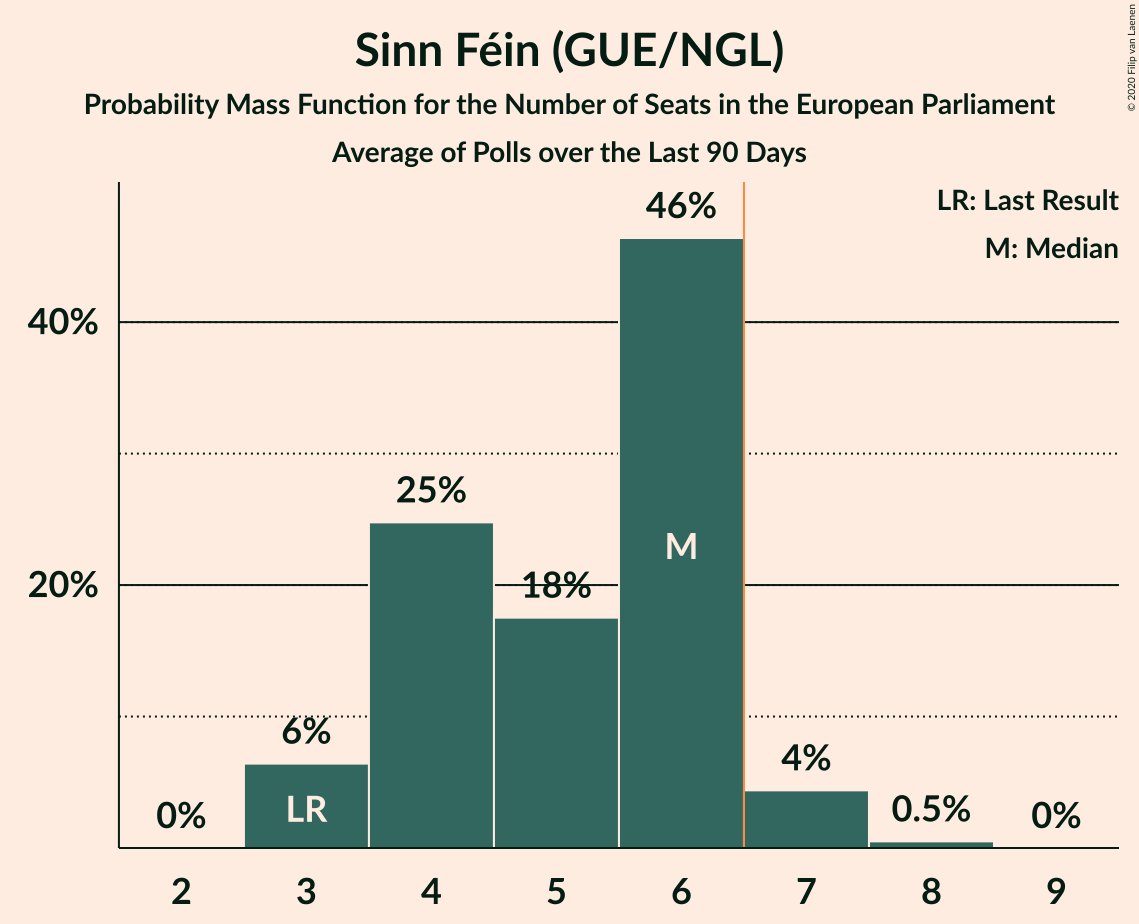 Sinn Féin (GUE/NGL)
Probability Mass Function for the Number of Seats in the European Parliament
Average of Polls over the Last 90 Days
© 2020 Filip van Laenen
LR: Last Result
M: Median
46%
40%
25%
M
20%
18%
6%
4%
0%
LR
0.5%
0%
2 3 4 5 6 7 8 9